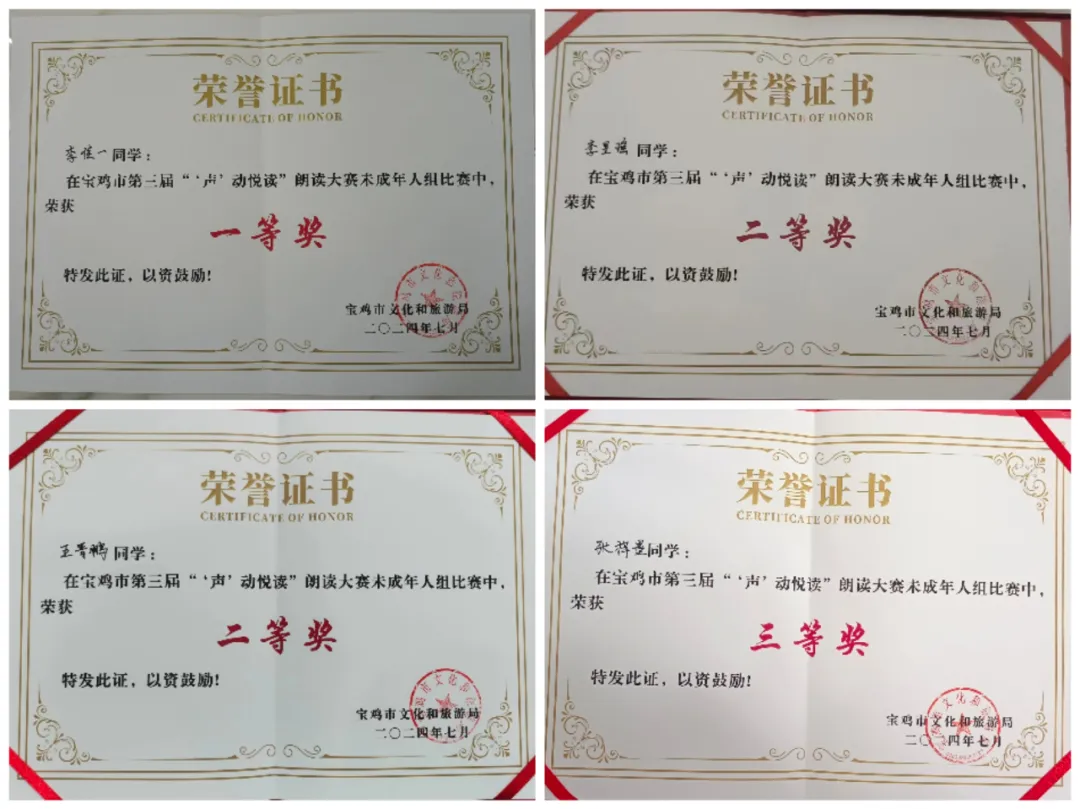 荣誉证书
CERTIFICATE OF HONOR
李佳一同学：
在宝鸡市第三届“‘声’动悦读”朗读大赛未成年人组比赛中，
荣获
一等奖
特发此证，以资鼓励！
宝鸡市文化和旅游局
二〇二四年七月
荣誉证书
CERTIFICATE OF HONOR
李昱瑶同学：
在宝鸡市第三届“‘声’动悦读”朗读大赛未成年人组比赛中，
荣获
二等奖
特发此证，以资鼓励！
宝鸡市文化和旅游局
二〇二四年七月
荣誉证书
CERTIFICATE OF HONOR
王晋鹏同学：
在宝鸡市第三届“‘声’动悦读”朗读大赛未成年人组比赛中，
荣获
二等奖
特发此证，以资鼓励！
宝鸡市文化和旅游局
二〇二四年七月
荣誉证书
CERTIFICATE OF HONOR
同学：
在宝鸡市第三届“‘声’动悦读”朗读大赛未成年人组比赛中，
荣获
三等奖
特发此证，以资鼓励！
宝鸡市文化和旅游局
二〇二四年七月